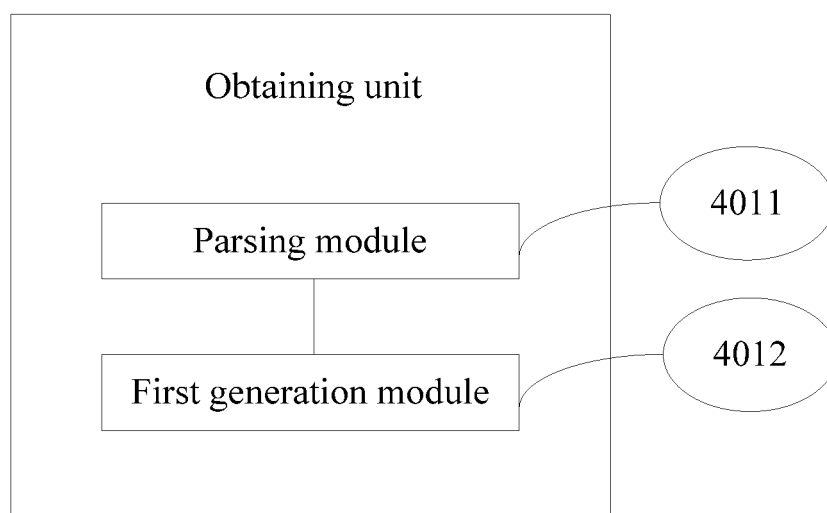 Obtaining unit
Parsing module
4011
First generation module
4012